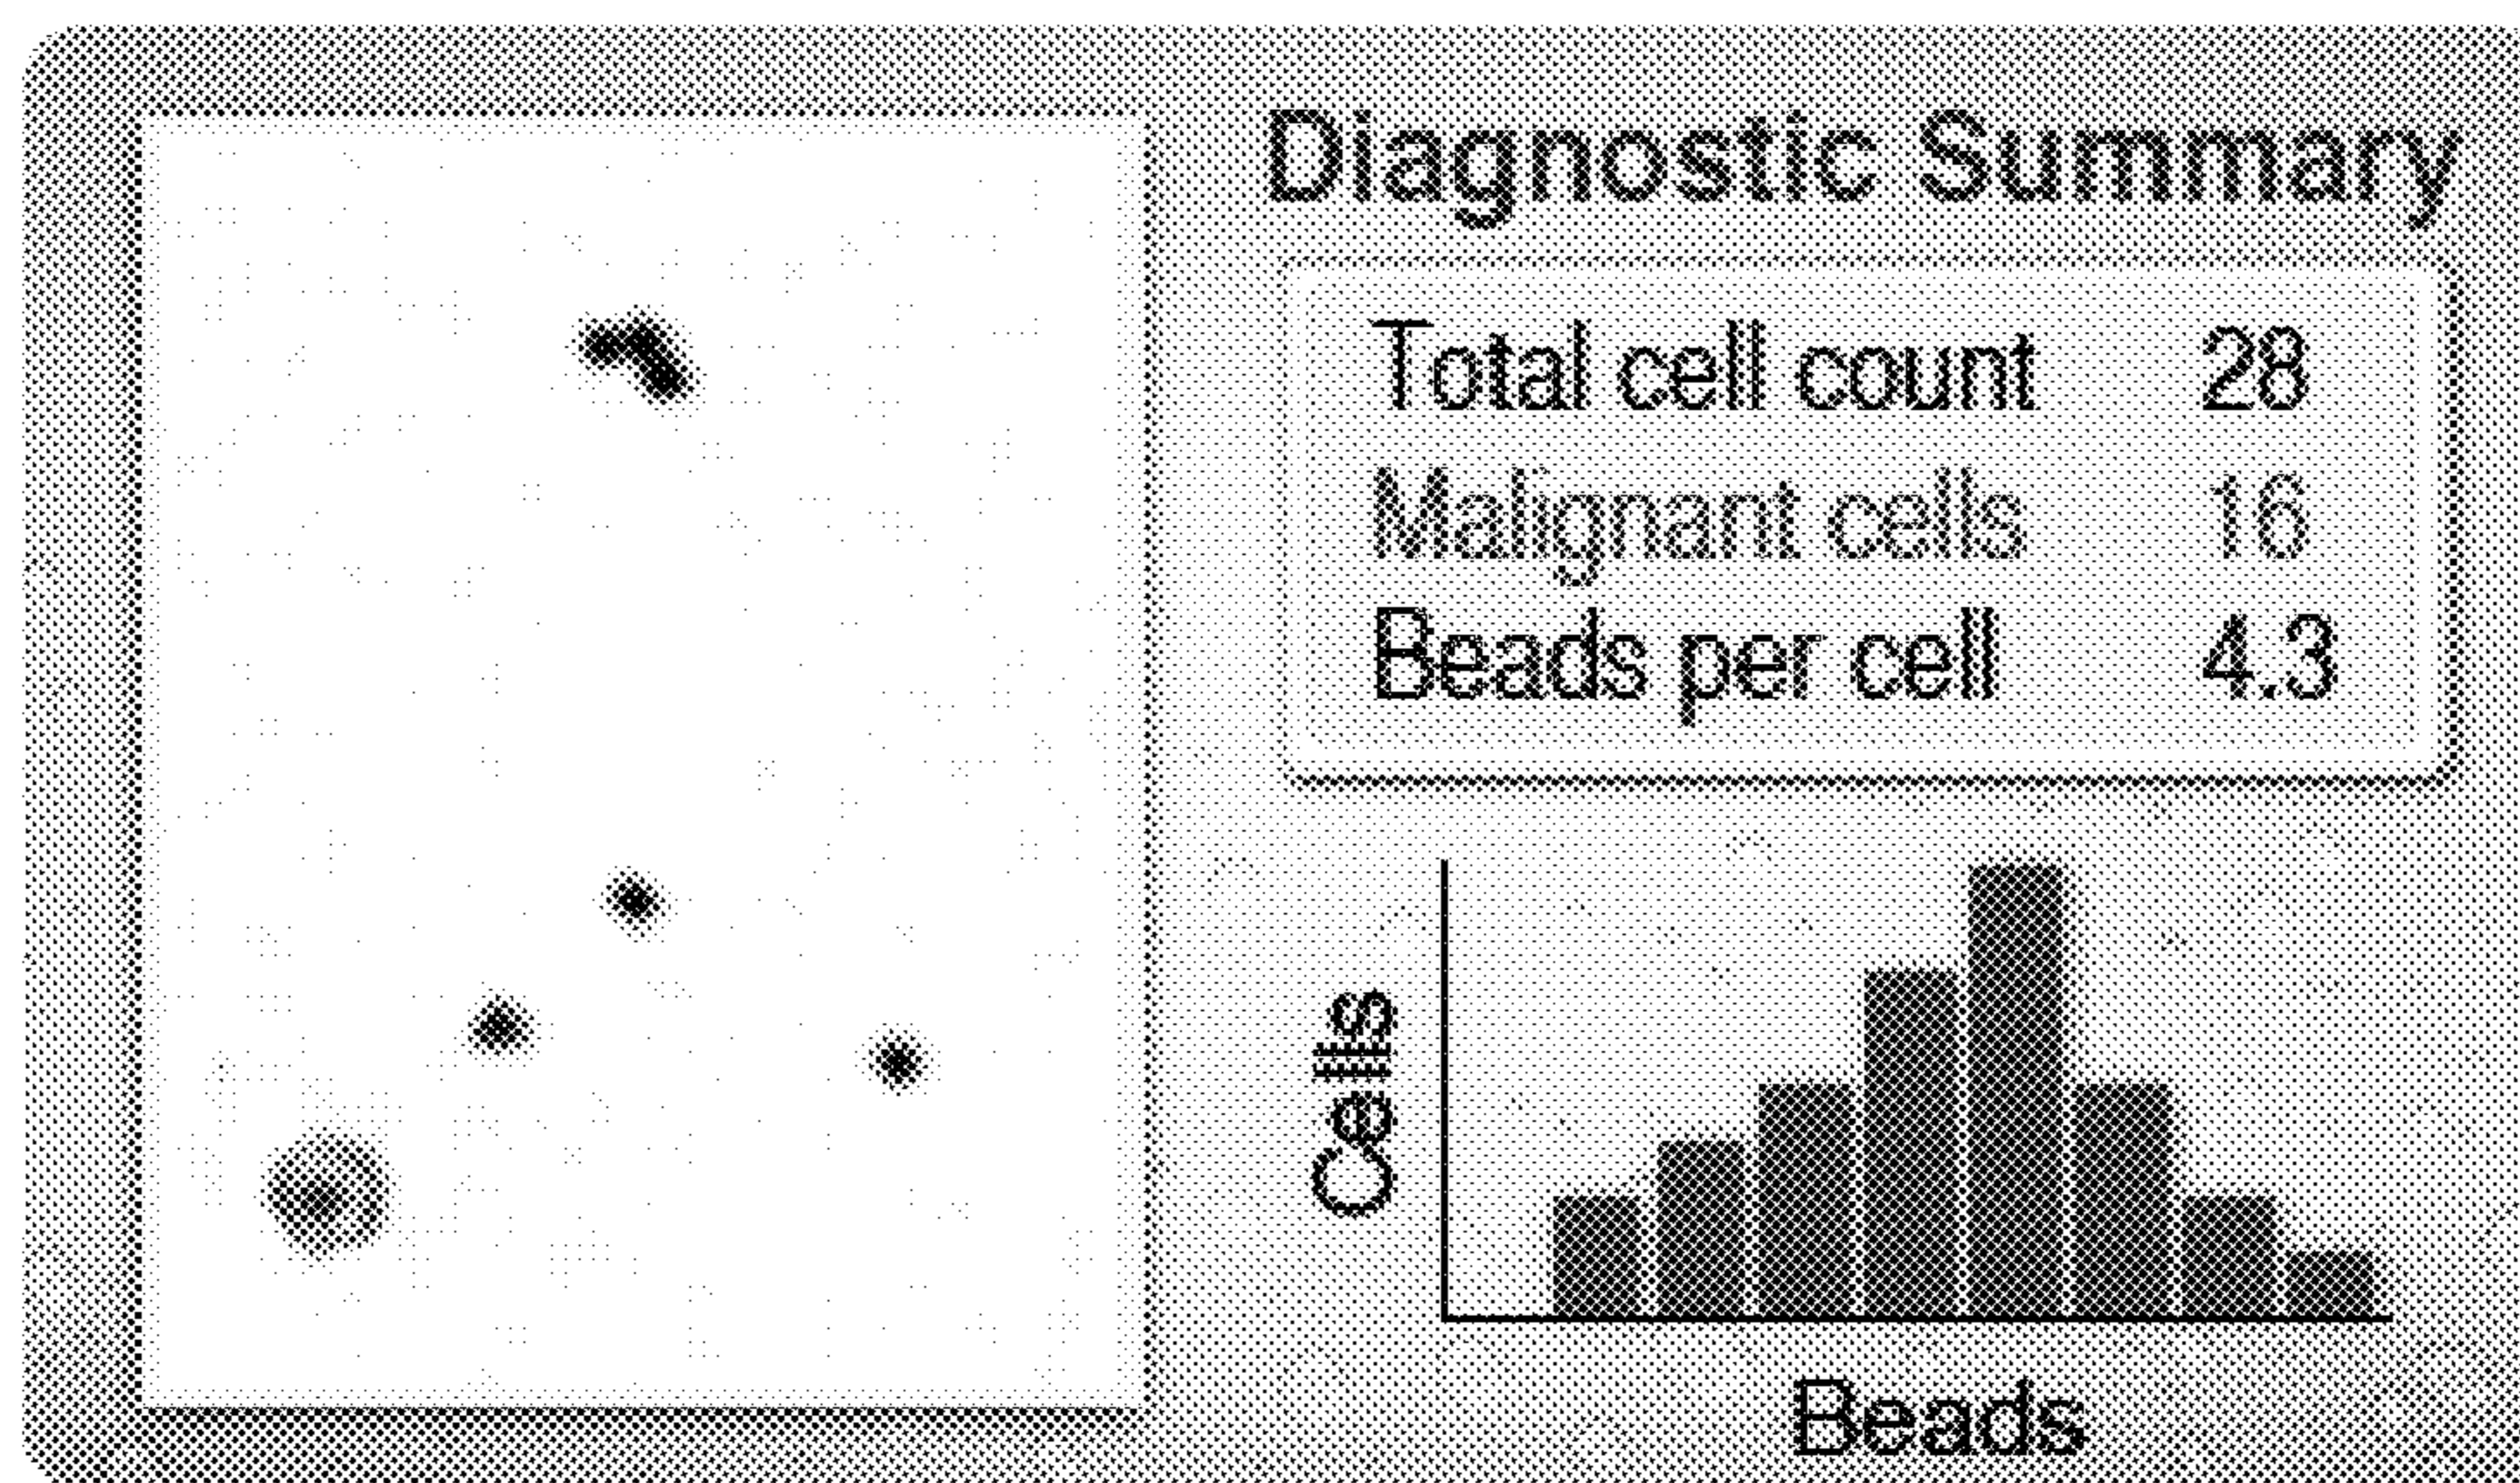 Diagnostic Summary
Total cell count 28
Malignant cells 16
Beads per cell 4.3
Cells
Beads